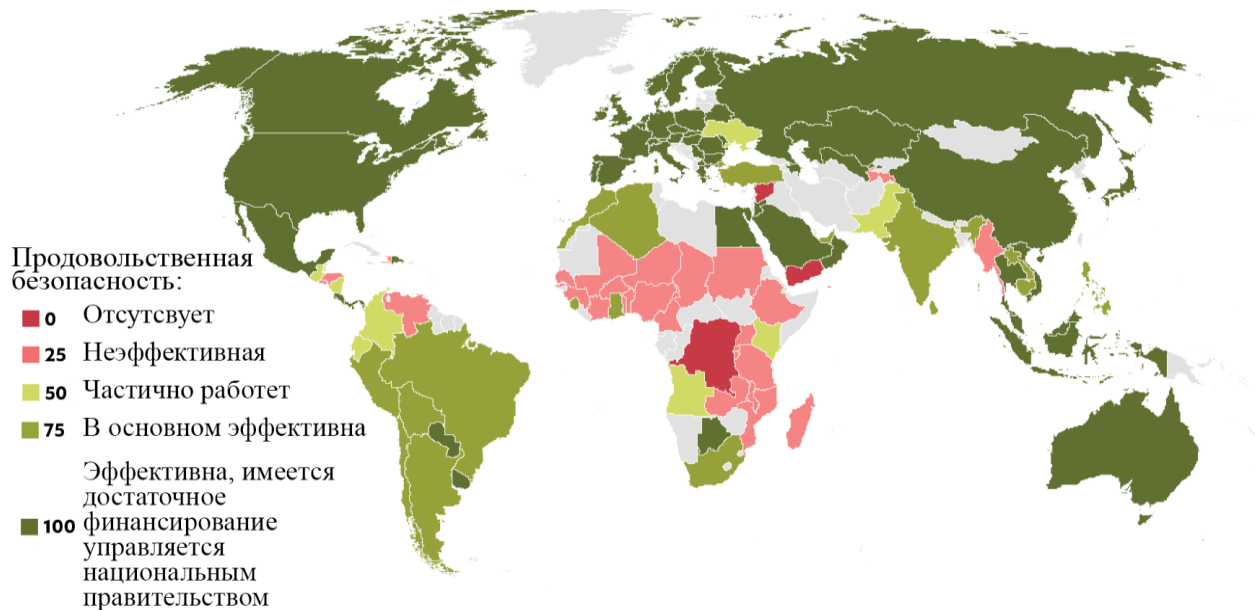 Продовольственная
безопасность:
0 Отсутсвует
25 Неэффективная
50 Частично работет
75 В основном эффективна
Эффективна, имеется
достаточное
100 финансирование
управляется
национальным
правительством